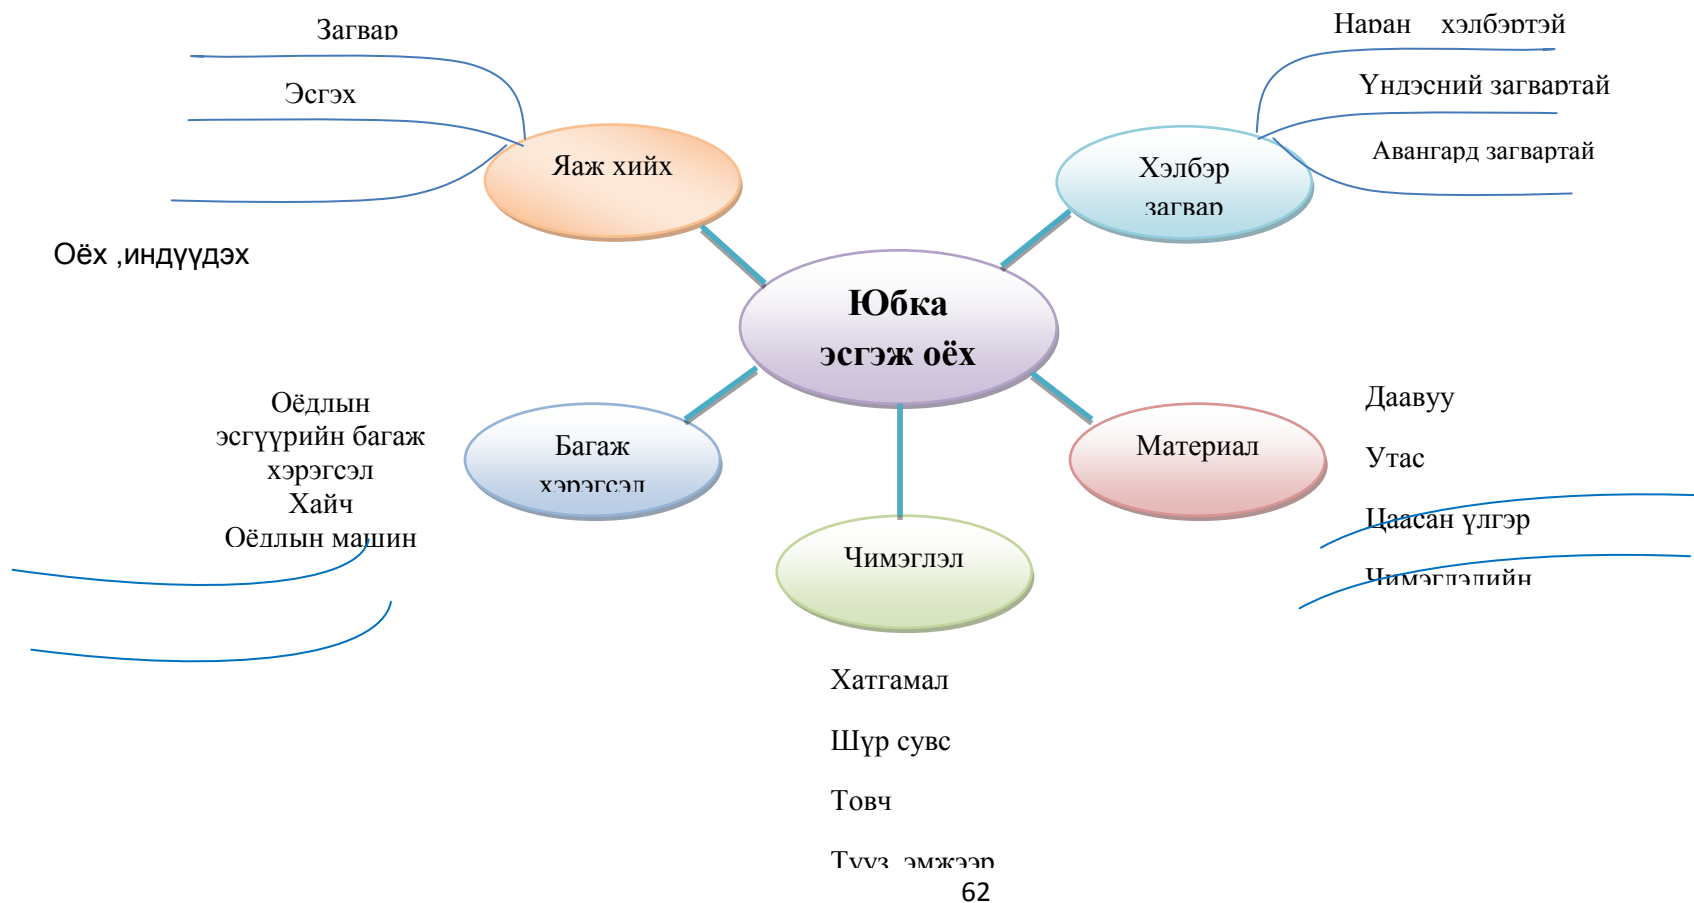 Загвар
Эсгэх
Яаж хийх
Оёх ,индүүдэх
Наран хэлбэртэй
Үндэсний загвартай
Авангард загвартай
Хэлбэр
загвар
Юбка
эсгэж оёх
Оёдлын
эсгүүрийн багаж
хэрэгсэл
Хайч
Оёдлын машин
Багаж
хэрэгсэл
Материал
Даавуу
Утас
Цаасан үлгэр
Чимэглэлийн
Чимэглэл
Хатгамал
Шүр сувс
Товч
Тууз эмжээр
62